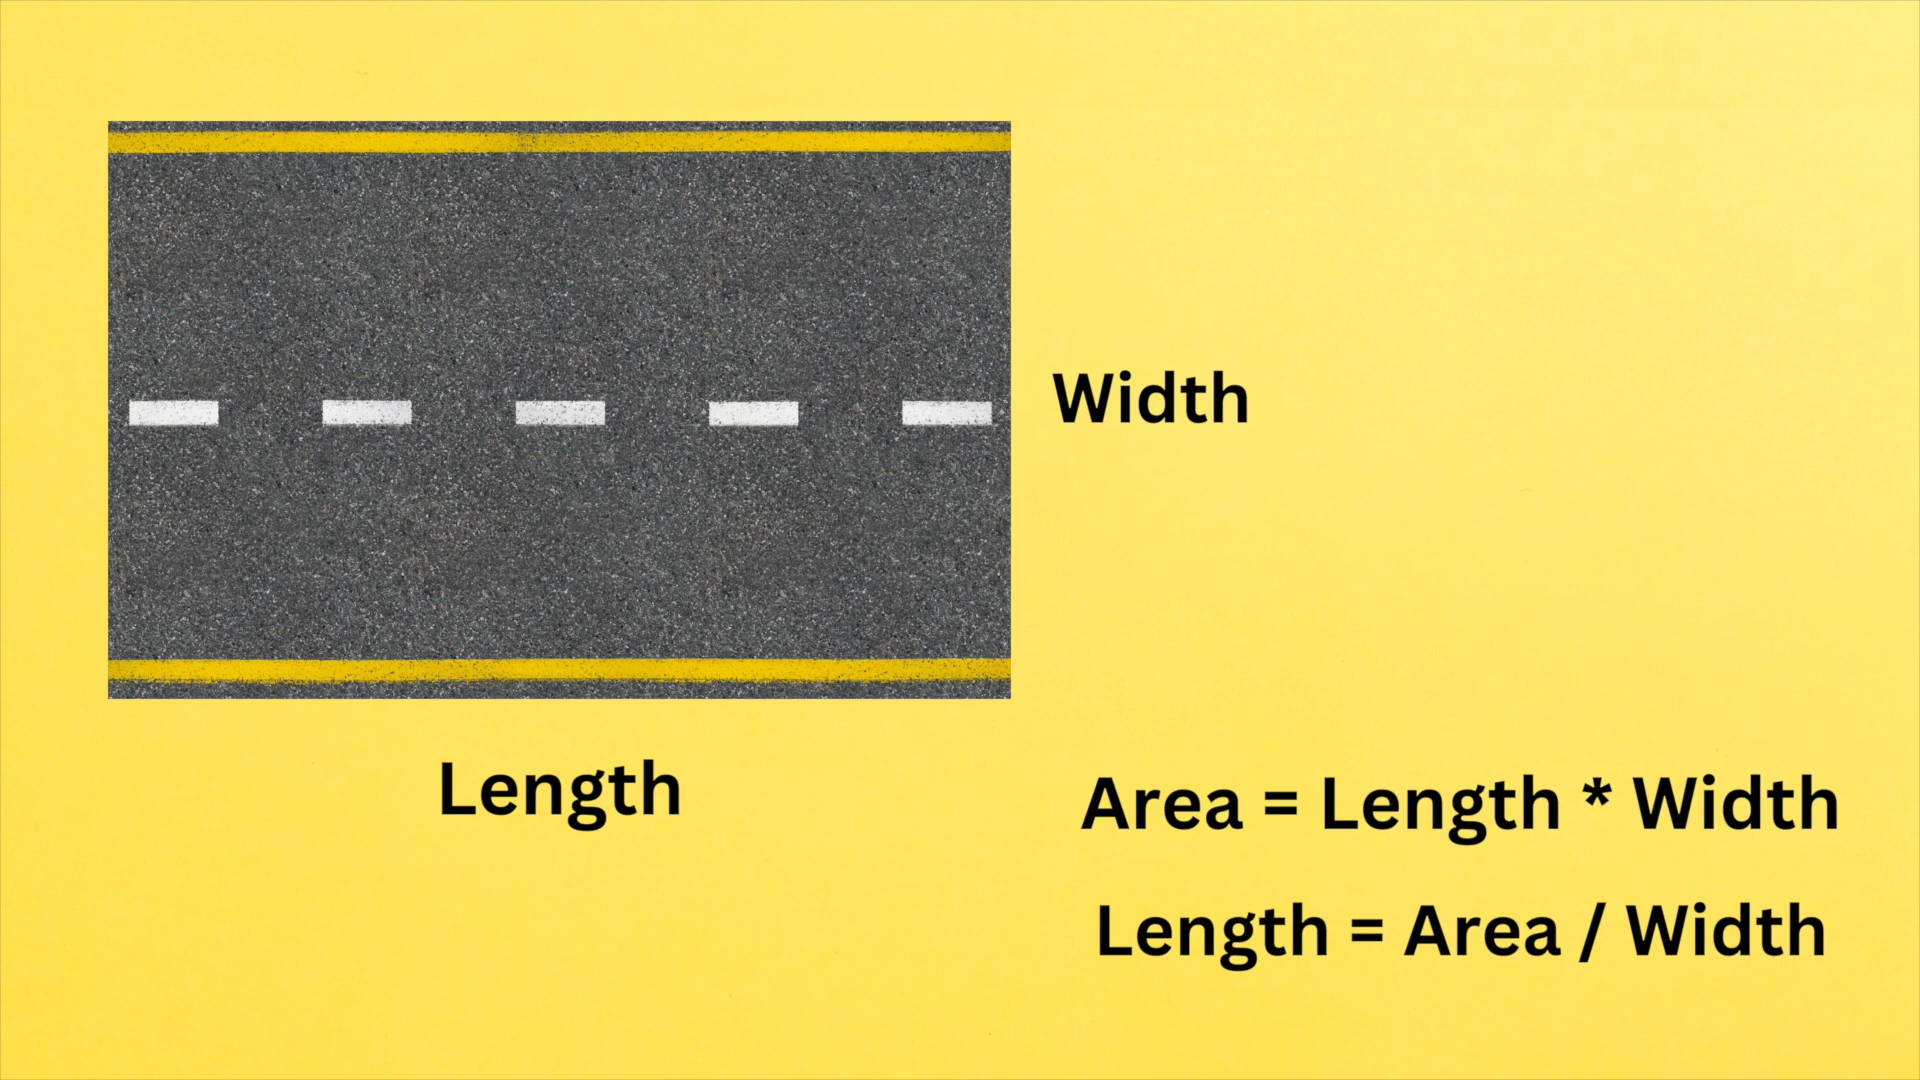 Width
Length
Area = Length * Width
Length = Area / Width